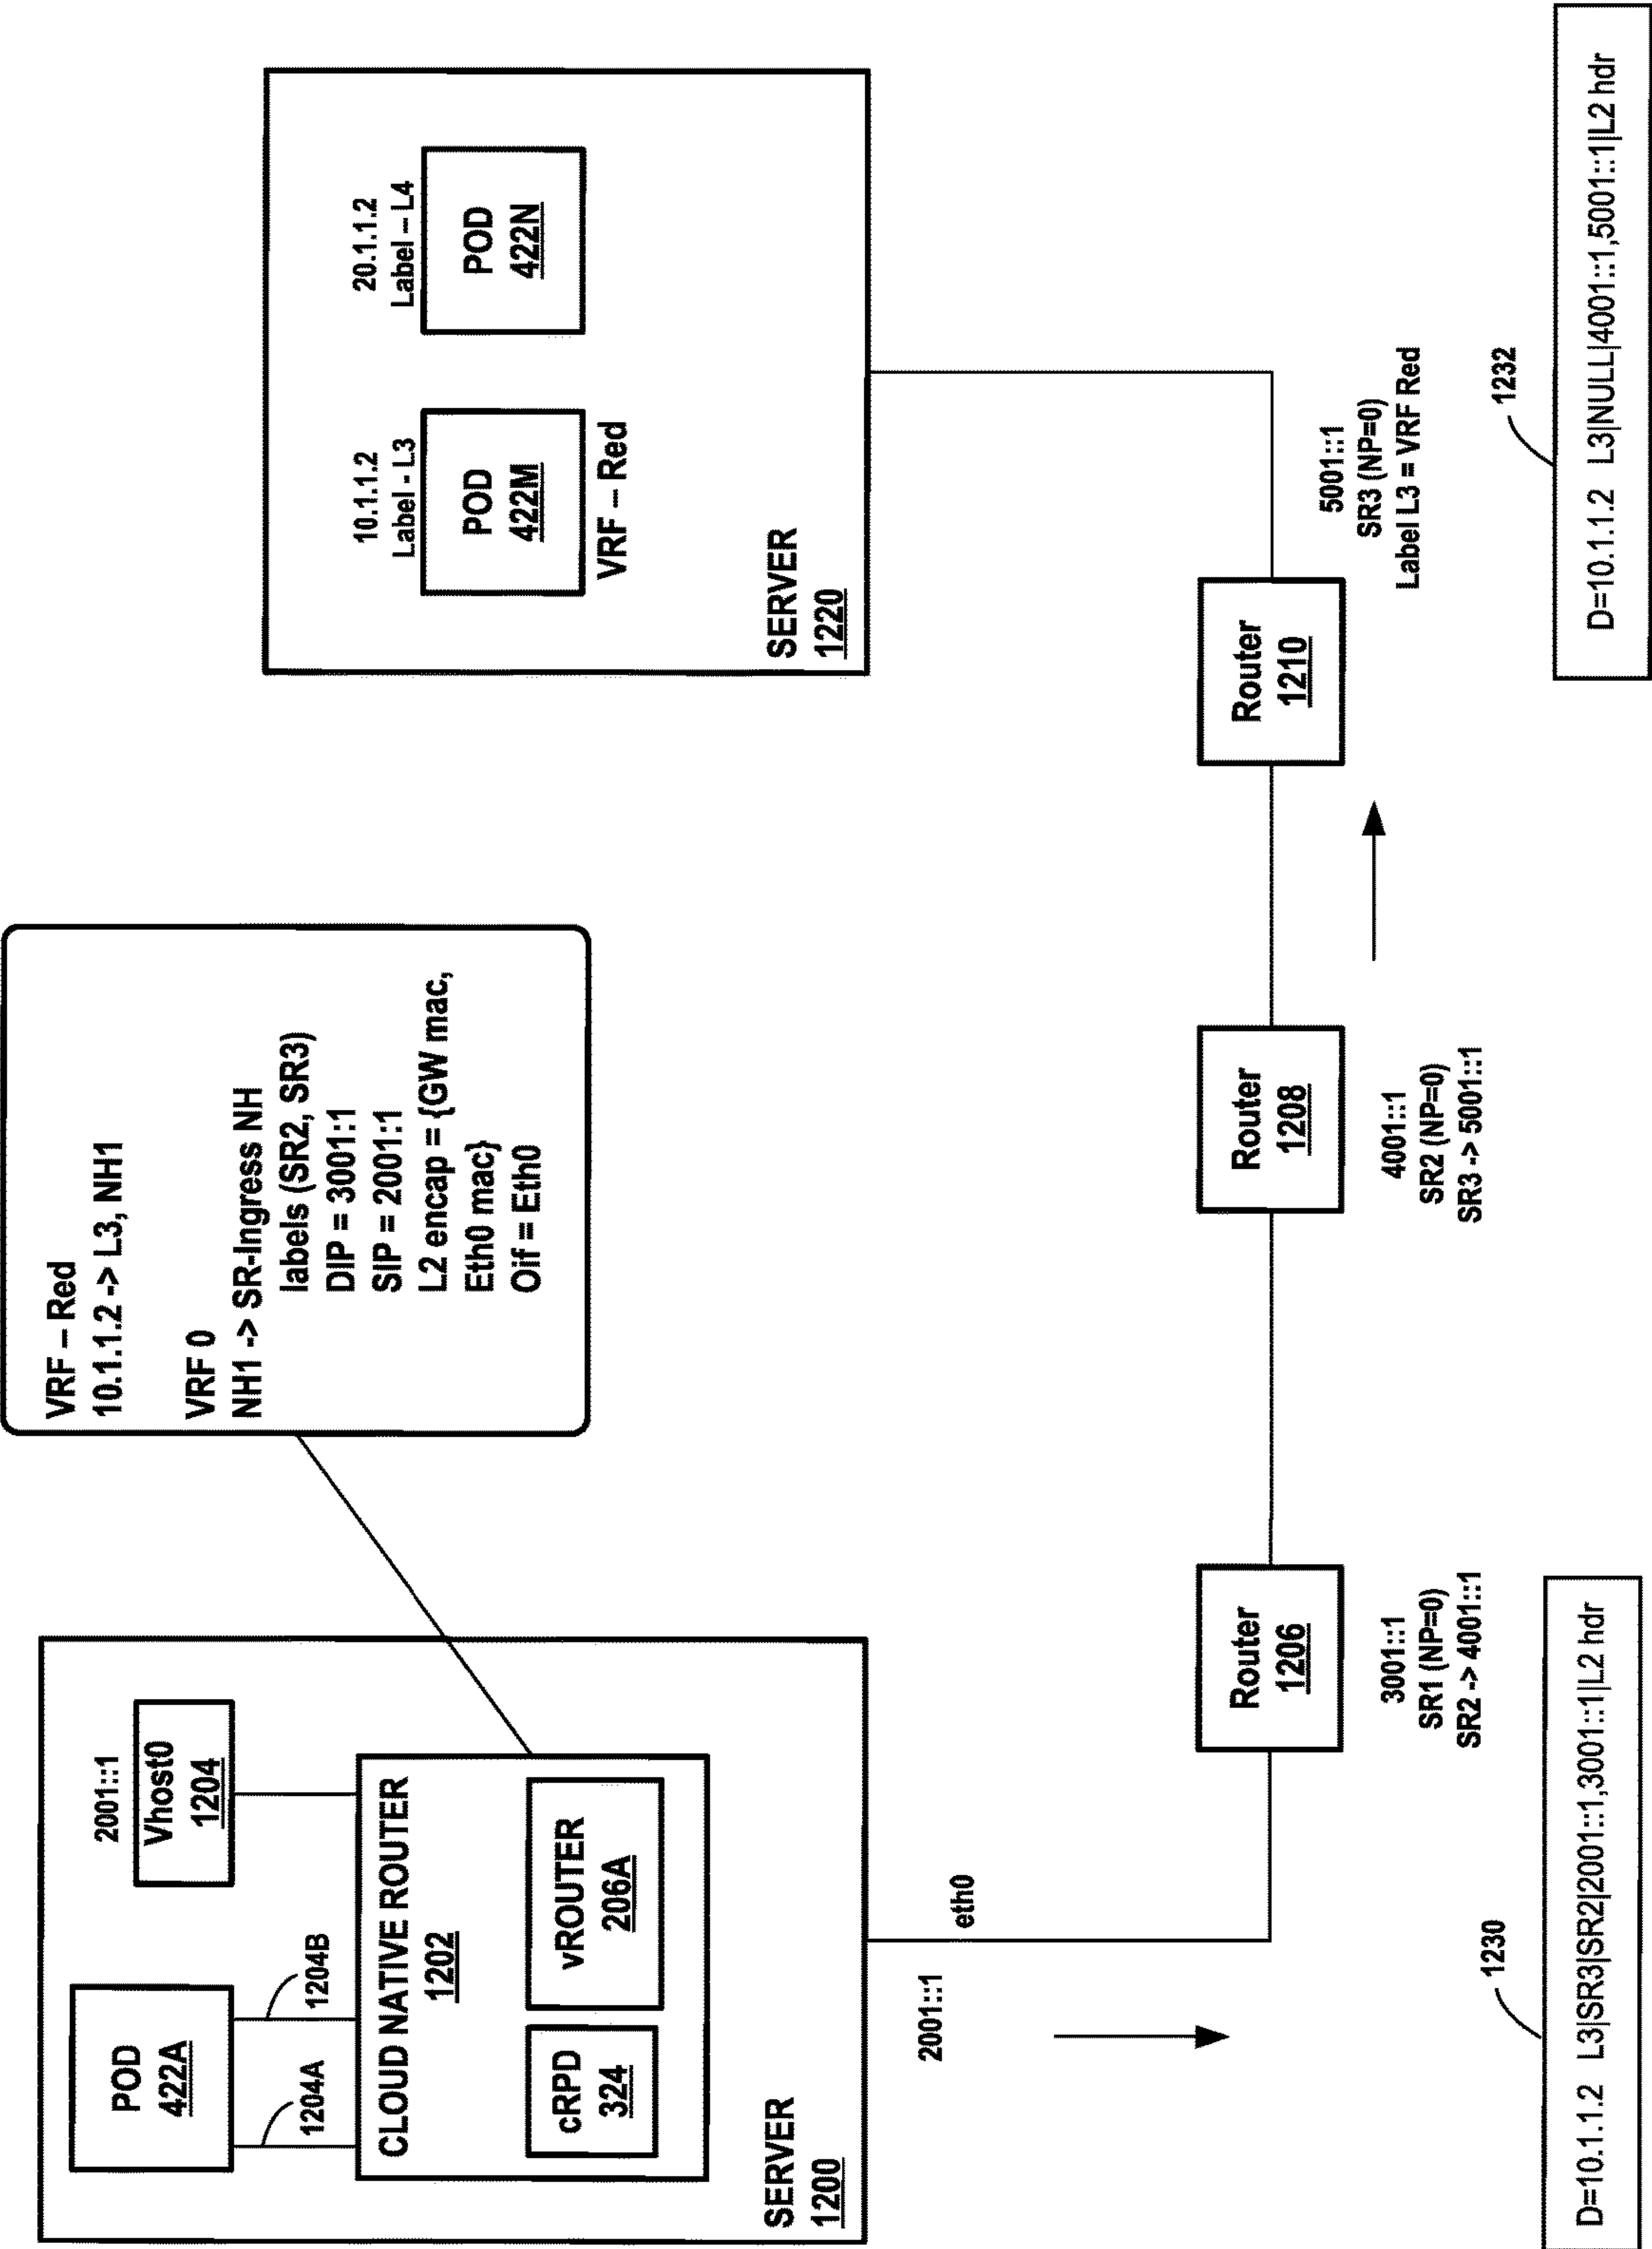 POD
422A
1204A
1204B
2001::1
Vhost0
1204
CLOUD NATIVE ROUTER
1202
cRPD
324
vROUTER
206A
SERVER
1200
VRF – Red
10.1.1.2 -> L3, NH1
VRF 0
NH1 -> SR-Ingress NH
labels (SR2, SR3)
DIP = 3001:1
SIP = 2001:1
L2 encap = {GW mac,
Eth0 mac}
Oif = Eth0
10.1.1.2
Label - L3
POD
422M
VRF – Red
20.1.1.2
Label – L4
POD
422N
SERVER
1220
2001::1
eth0
Router
1206
3001::1
SR1 (NP=0)
SR2 -> 4001::1
Router
1208
4001::1
SR2 (NP=0)
SR3 -> 5001::1
Router
1210
5001::1
SR3 (NP=0)
Label L3 = VRF Red
1230
D=10.1.1.2 L3|SR3|SR2|2001::1,3001::1|L2 hdr
1232
D=10.1.1.2 L3|NULL|4001::1,5001::1|L2 hdr